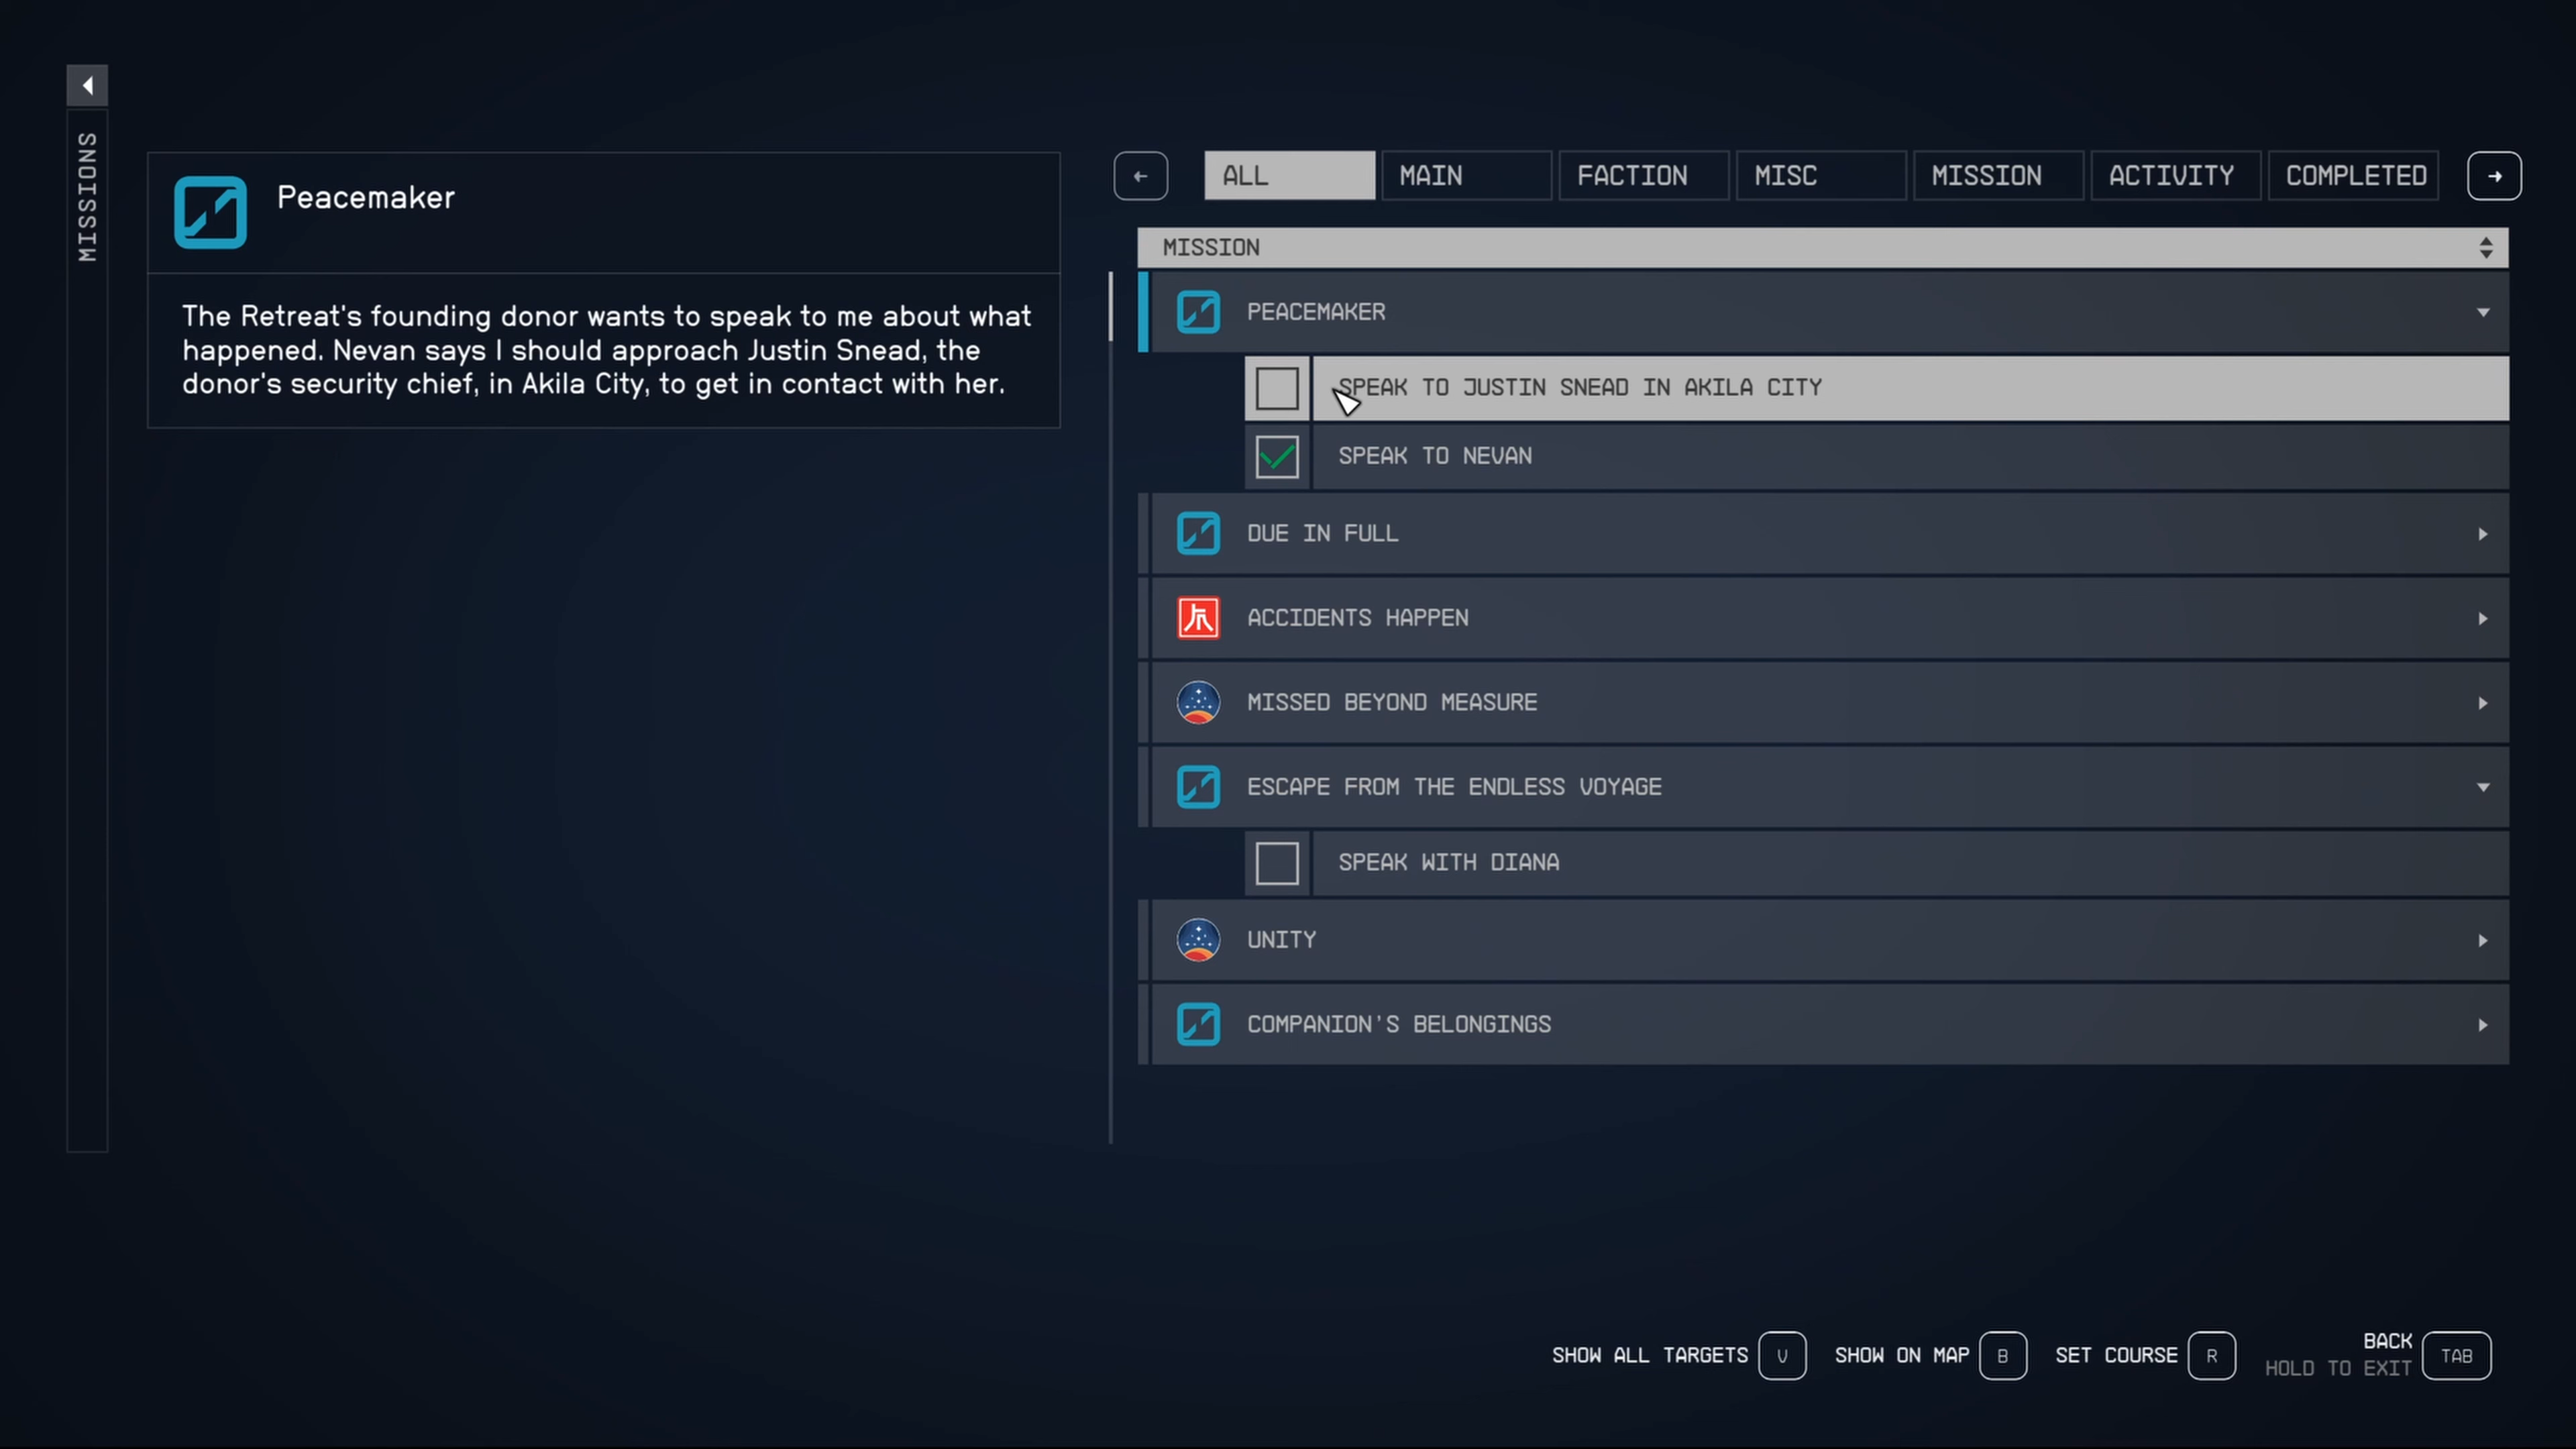 MISSIONS
Peacemaker
The Retreat's founding donor wants to speak to me about what
happened. Nevan says I should approach Justin Snead, the
donor's security chief, in Akila City, to get in contact with her.
ALL MAIN FACTION MISC MISSION ACTIVITY COMPLETED
MISSION
PEACEMAKER
SPEAK TO JUSTIN SNEAD IN AKILA CITY
SPEAK TO NEVAN
DUE IN FULL
ACCIDENTS HAPPEN
MISSED BEYOND MEASURE
ESCAPE FROM THE ENDLESS VOYAGE
SPEAK WITH DIANA
UNITY
COMPANION'S BELONGINGS
SHOW ALL TARGETS V SHOW ON MAP B SET COURSE R BACK TAB
HOLD TO EXIT